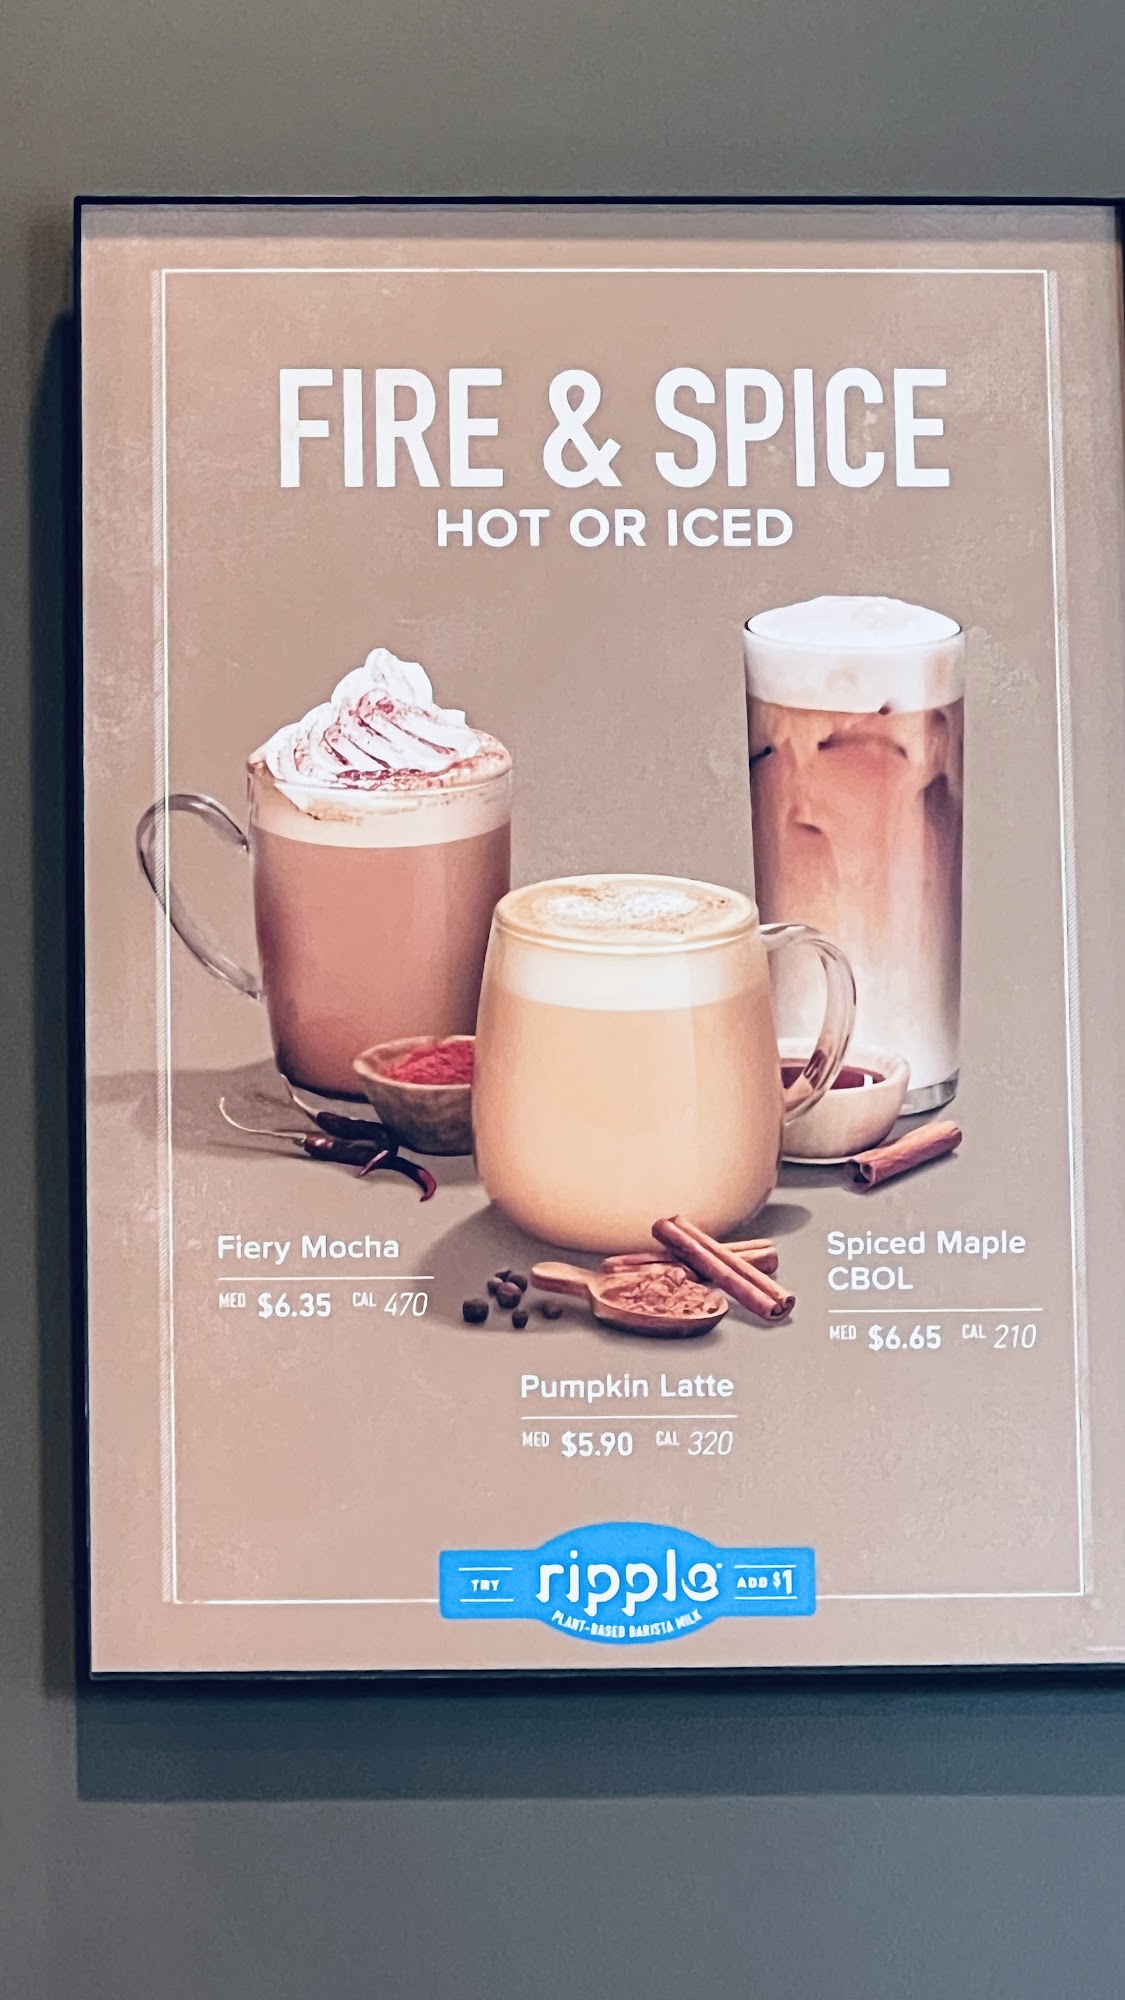 FIRE & SPICE
HOT OR ICED
Fiery Mocha
MED $6.35 CAL 470
Spiced Maple
CBOL
MED $6.65 CAL 210
Pumpkin Latte
MED $5.90 CAL 320
TRY ripple ADD $1
PLANT-BASED BARISTA MILK